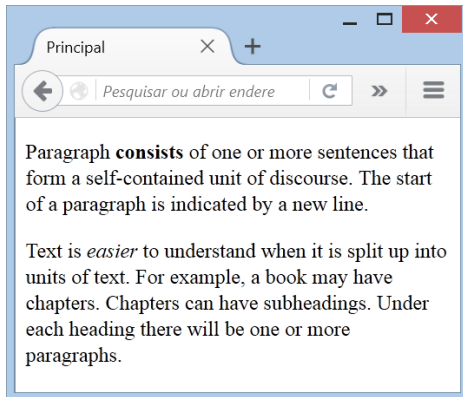 Principal
Pesquisar ou abrir endere
Paragraph consists of one or more sentences that
form a self-contained unit of discourse. The start
of a paragraph is indicated by a new line.
Text is easier to understand when it is split up into
units of text. For example, a book may have
chapters. Chapters can have subheadings. Under
each heading there will be one or more
paragraphs.